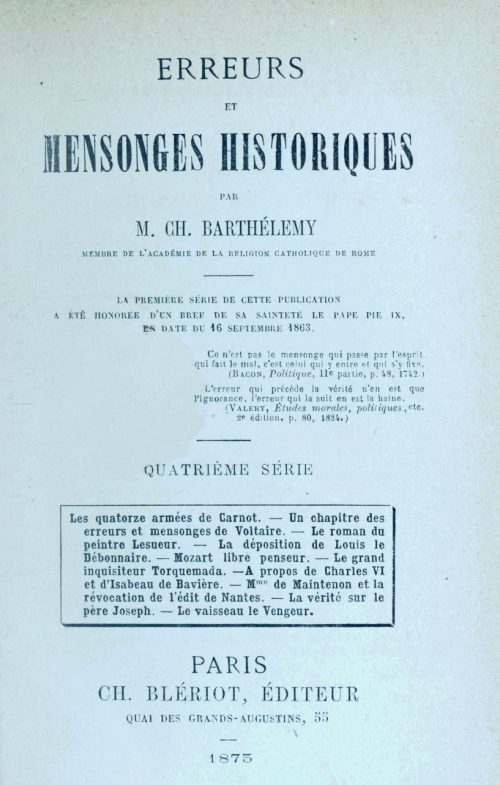 ERREURS
ET
MENSONGES HISTORIQUES
PAR
M. CH. BARTHÉLEMY
MEMBRE DE L'ACADÉMIE DE LA RELIGION CATHOLIQUE DE ROME
LA PREMIÈRE SÉRIE DE CETTE PUBLICATION
A ÉTÉ HONORÉE D'UN BREF DE SA SAINTETÉ LE PAPE PIE IX,
EN DATE DU 16 SEPTEMBRE 1863.
Ce n'est pas le mensonge qui passe par l'esprit
qui fait le mal, c'est celui qui y entre et qui s'y fixe.
(BACON, Politique, IIe partie, p. 48, 1742.)
L'erreur qui précède la vérité n'en est que
l'ignorance, l'erreur qui la suit en est la haine.
(VALERY, Études morales, politiques, etc.
2e édition, p. 80, 1824.)
QUATRIÈME SÉRIE
Les quatorze armées de Carnot. — Un chapitre des
erreurs et mensonges de Voltaire. — Le roman du
peintre Lesueur. — La déposition de Louis le
Débonnaire. — Mozart libre penseur. — Le grand
inquisiteur Torquemada. — A propos de Charles VI
et d'Isabeau de Bavière. — Mme de Maintenon et la
révocation de l'édit de Nantes. — La vérité sur le
père Joseph. — Le vaisseau le Vengeur.
PARIS
CH. BLÉRIOT, ÉDITEUR
QUAI DES GRANDS-AUGUSTINS, 55
1875